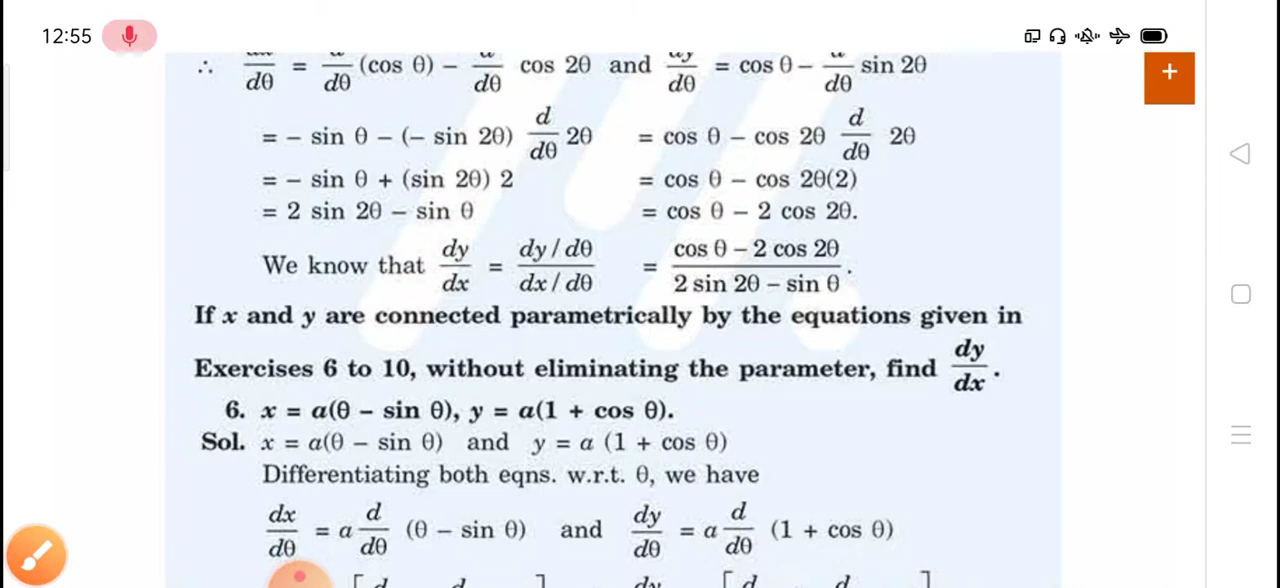 12:55
∴ dθ = dθ (cos θ) – dθ cos 2θ and dθ = cos θ – dθ sin 2θ
= – sin θ – (– sin 2θ) d/dθ 2θ = cos θ – cos 2θ d/dθ 2θ
= – sin θ + (sin 2θ) 2 = cos θ – cos 2θ(2)
= 2 sin 2θ – sin θ = cos θ – 2 cos 2θ.
We know that dy/dx = dy / dθ / dx / dθ = cos θ – 2 cos 2θ / 2 sin 2θ – sin θ .
If x and y are connected parametrically by the equations given in
Exercises 6 to 10, without eliminating the parameter, find dy/dx .
6. x = a(θ – sin θ), y = a(1 + cos θ).
Sol. x = a(θ – sin θ) and y = a (1 + cos θ)
Differentiating both eqns. w.r.t. θ, we have
dx/dθ = a d/dθ (θ – sin θ) and dy/dθ = a d/dθ (1 + cos θ)